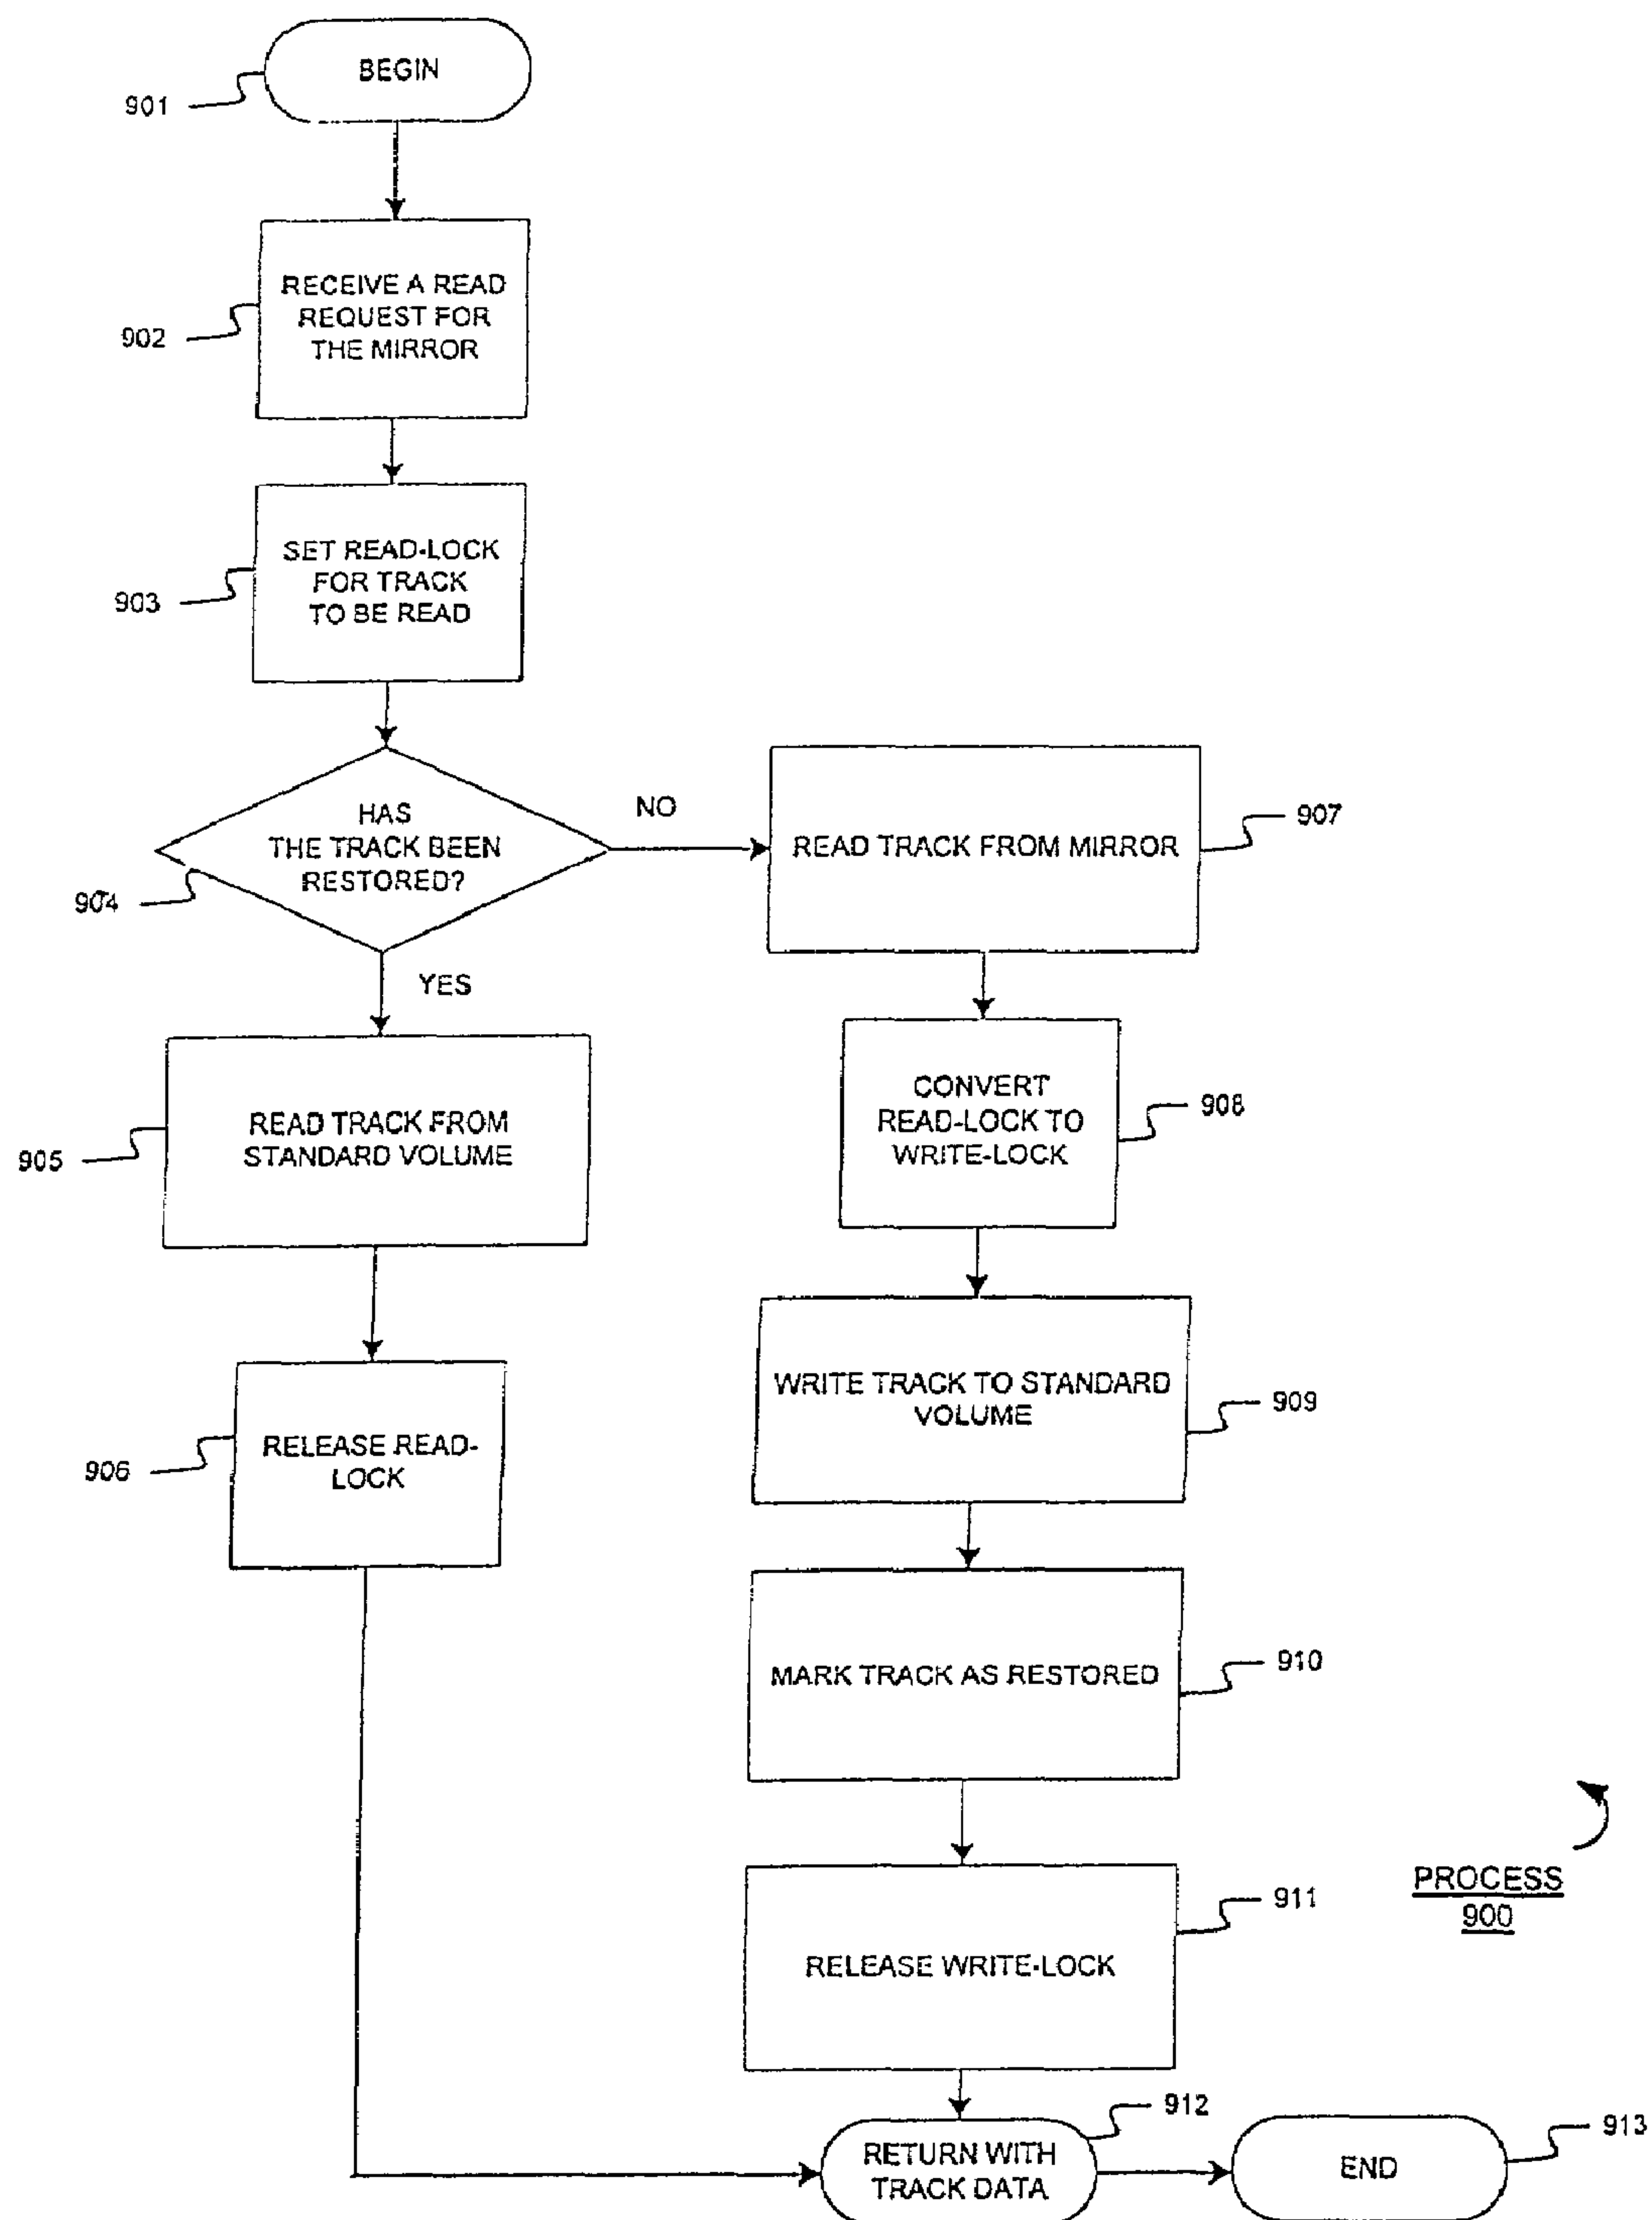 BEGIN
901
RECEIVE A READ
REQUEST FOR
THE MIRROR
902
SET READ-LOCK
FOR TRACK
TO BE READ
903
HAS
THE TRACK BEEN
RESTORED?
904
NO
YES
READ TRACK FROM MIRROR
907
READ TRACK FROM
STANDARD VOLUME
905
CONVERT
READ-LOCK TO
WRITE-LOCK
908
RELEASE READ-
LOCK
906
WRITE TRACK TO STANDARD
VOLUME
909
MARK TRACK AS RESTORED
910
RELEASE WRITE-LOCK
911
PROCESS
900
RETURN WITH
TRACK DATA
912
END
913